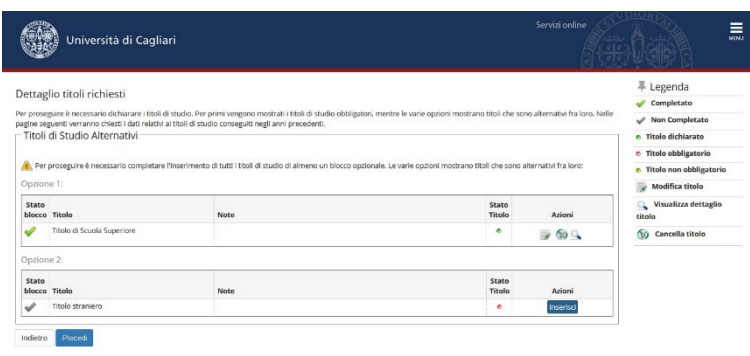 Servizi online
MENU
Università di Cagliari
Dettaglio titoli richiesti
Per proseguire è necessario dichiarare i titoli di studio. Per primi vengono mostrati i titoli di studio obbligatori, mentre le varie opzioni mostrano titoli che sono alternativi fra loro. Nelle
pagine seguenti verranno chiesti i dati relativi ai titoli di studio conseguiti negli anni precedenti.
Titoli di Studio Alternativi
Per proseguire è necessario completare l'inserimento di tutti i titoli di studio di almeno un blocco opzionale. Le varie opzioni mostrano titoli che sono alternativi fra loro:
Opzione 1:
Stato
blocco Titolo Note Stato
Titolo Azioni
Titolo di Scuola Superiore
Opzione 2:
Stato
blocco Titolo Note Stato
Titolo Azioni
Titolo straniero Inserisci
Indietro Procedi
Legenda
Completato
Non Completato
Titolo dichiarato
Titolo obbligatorio
Titolo non obbligatorio
Modifica titolo
Visualizza dettaglio
titolo
Cancella titolo